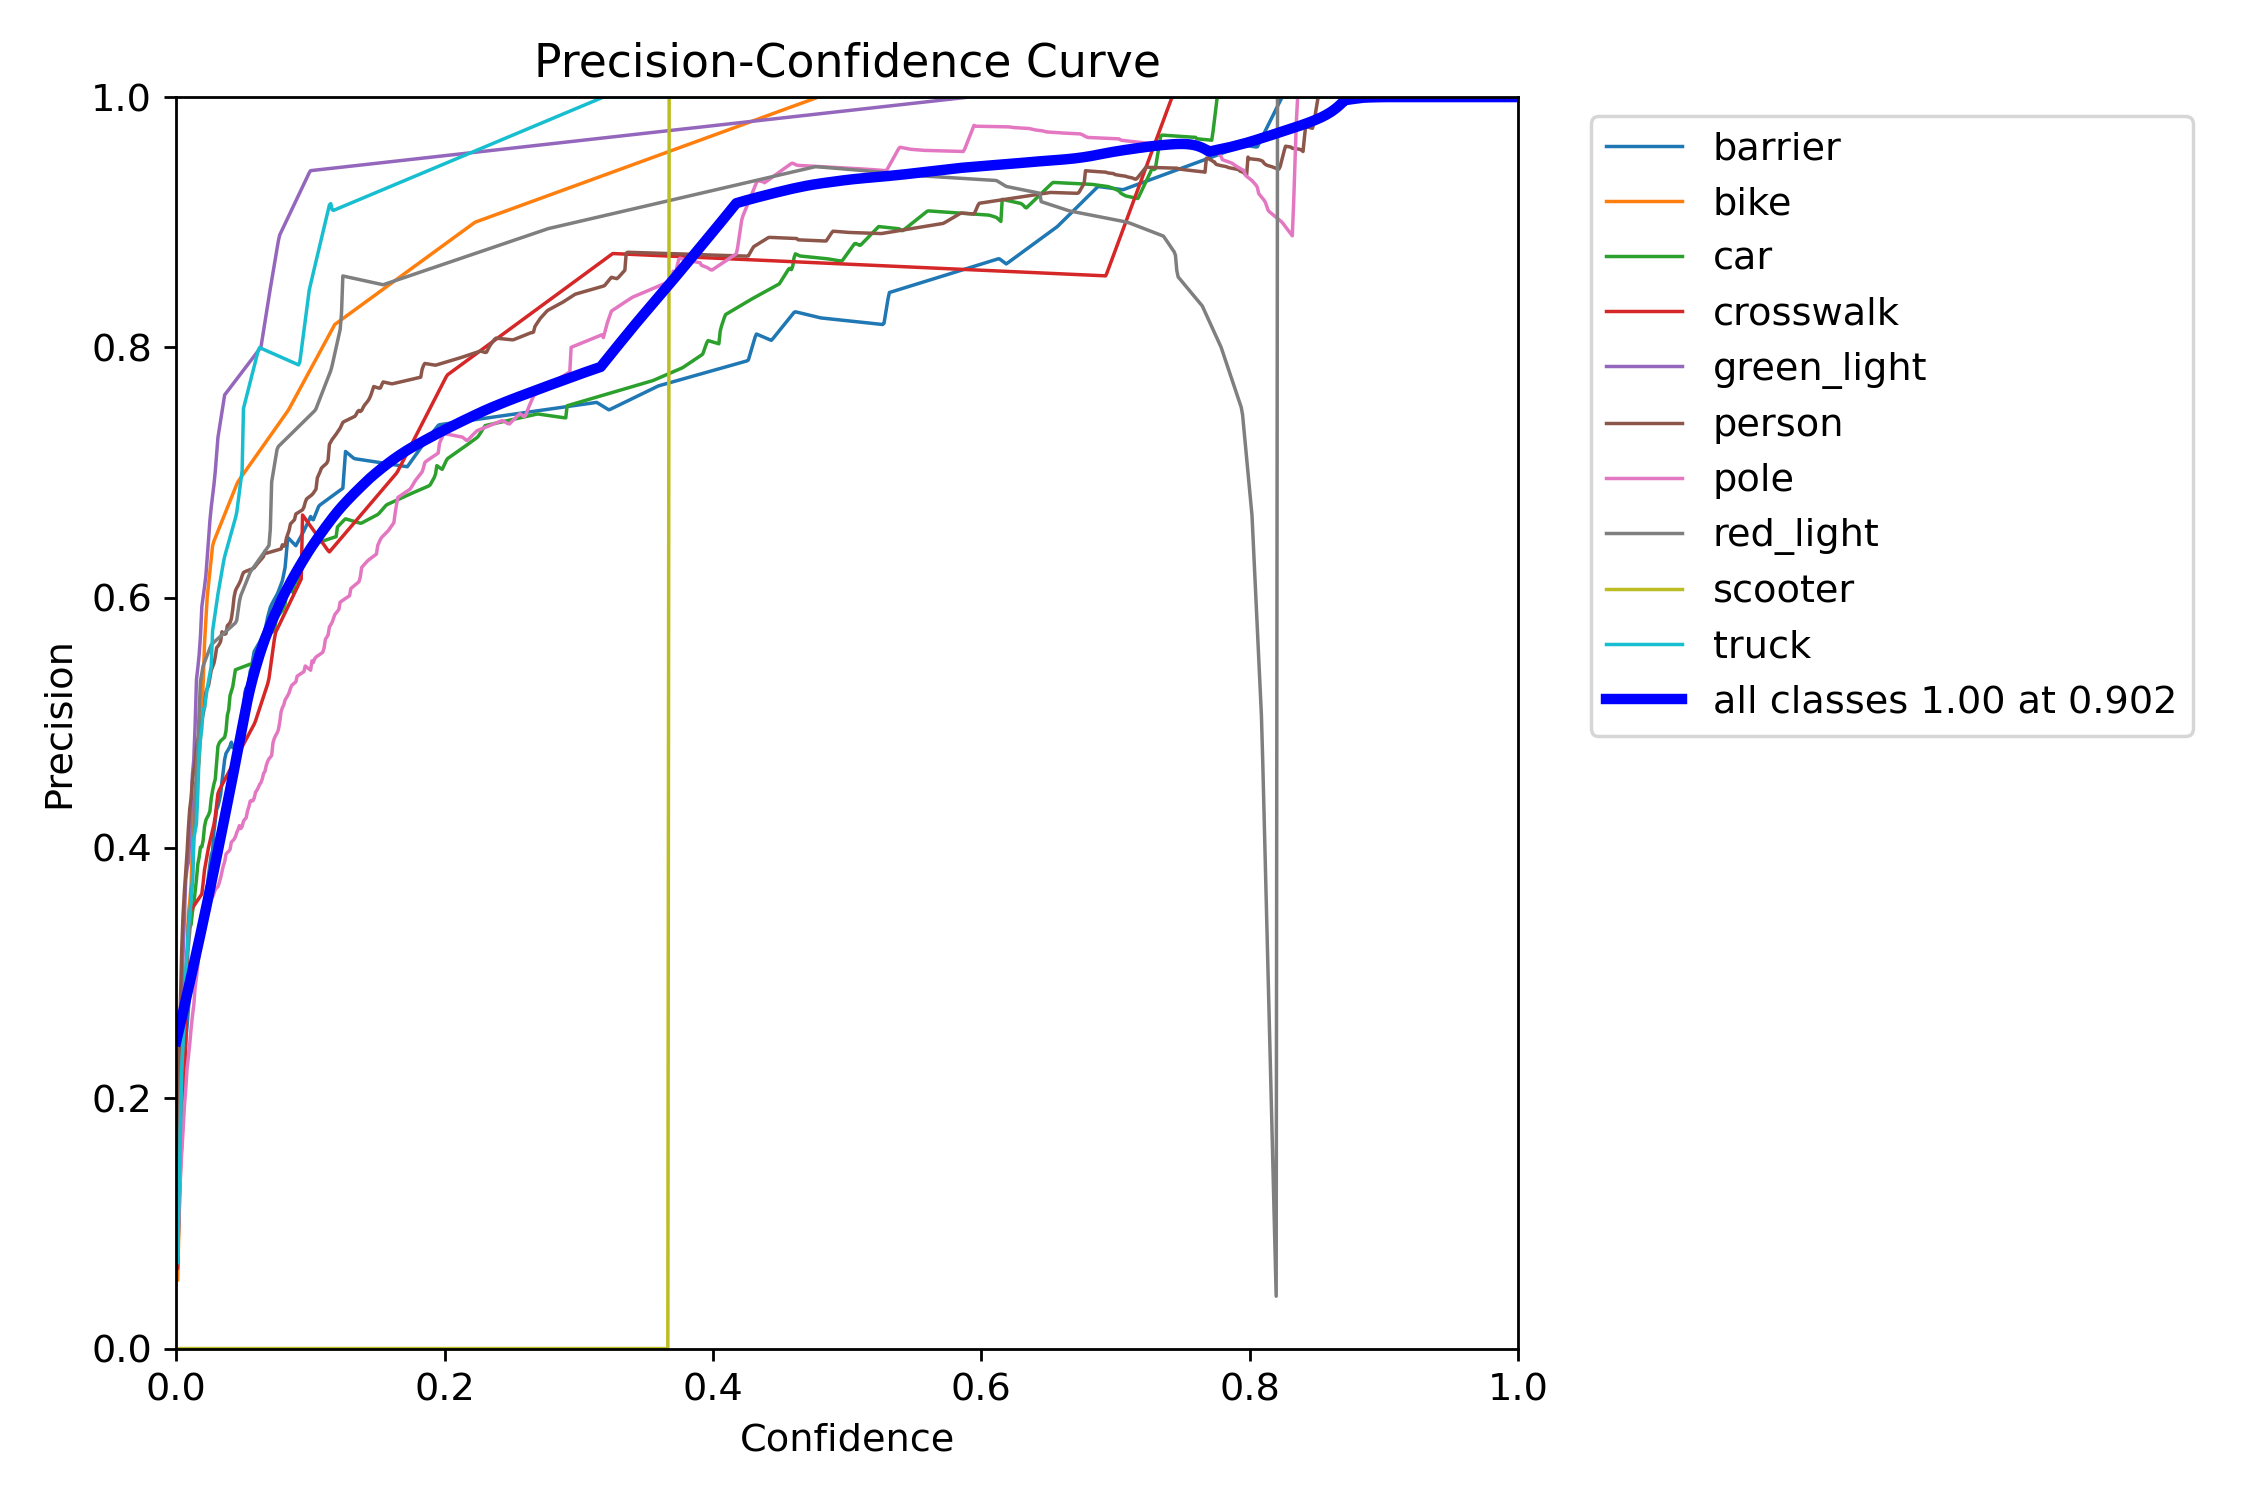 Precision-Confidence Curve
1.0
0.8
0.6
0.4
0.2
0.0
Precision
0.0 0.2 0.4 0.6 0.8 1.0
Confidence
barrier
bike
car
crosswalk
green_light
person
pole
red_light
scooter
truck
all classes 1.00 at 0.902